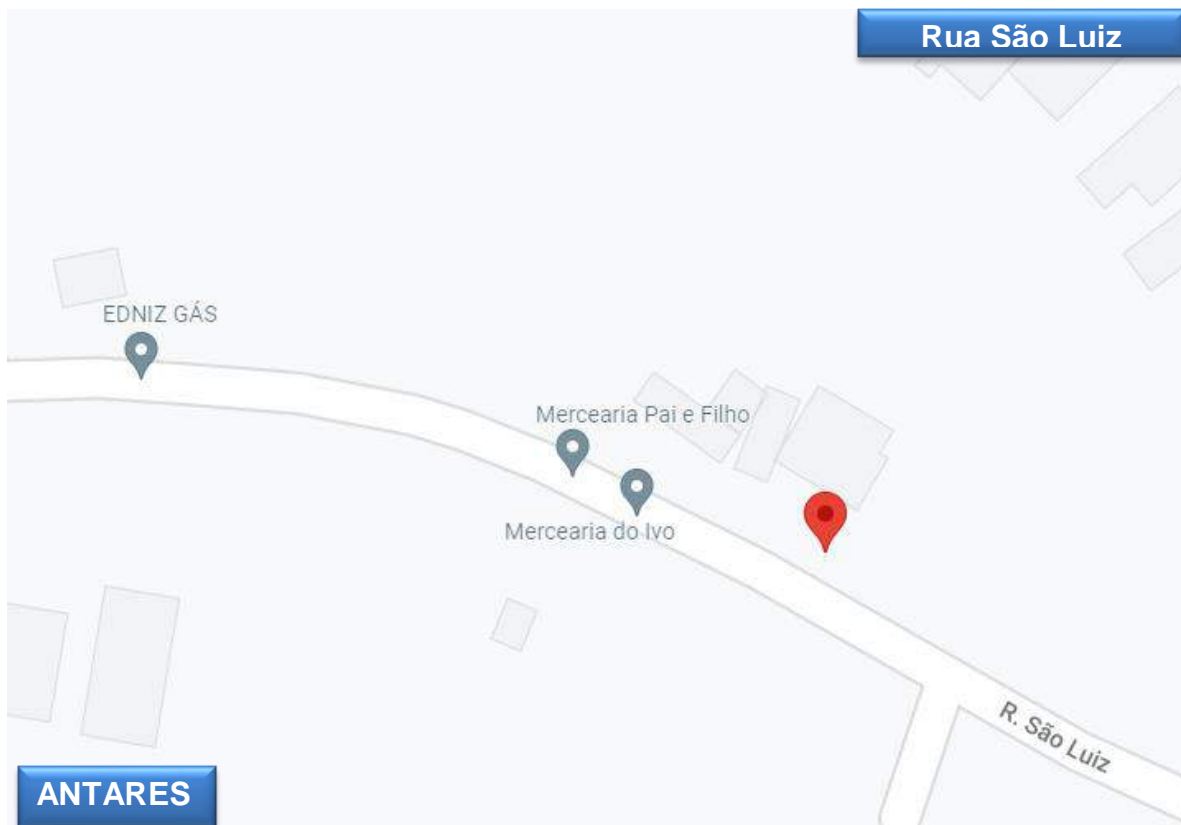 Rua São Luiz
EDNIZ GÁS
Mercearia Pai e Filho
Mercearia do Ivo
R. São Luiz
ANTARES